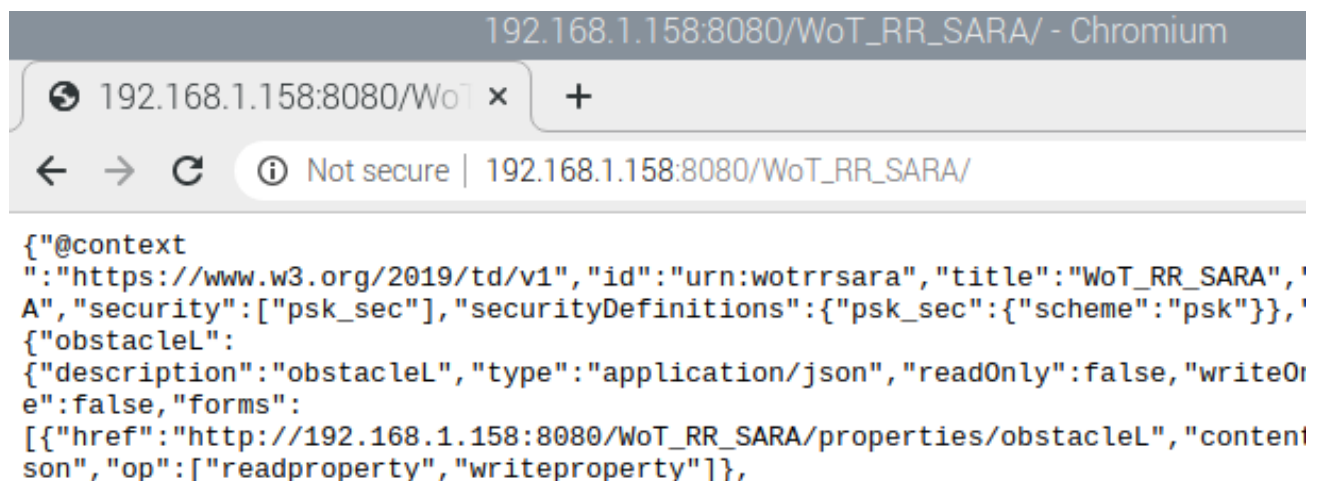 192.168.1.158:8080/WoT_RR_SARA/ - Chromium
192.168.1.158:8080/WoT
Not secure | 192.168.1.158:8080/WoT_RR_SARA/
{"@context
":"https://www.w3.org/2019/td/v1","id":"urn:wotrrsara","title":"WoT_RR_SARA","
A","security":["psk_sec"],"securityDefinitions":{"psk_sec":{"scheme":"psk"}},"
{"obstacleL":
{"description":"obstacleL","type":"application/json","readOnly":false,"writeOn
e":false,"forms":
[{"href":"http://192.168.1.158:8080/WoT_RR_SARA/properties/obstacleL","content
son","op":["readproperty","writeproperty"]},